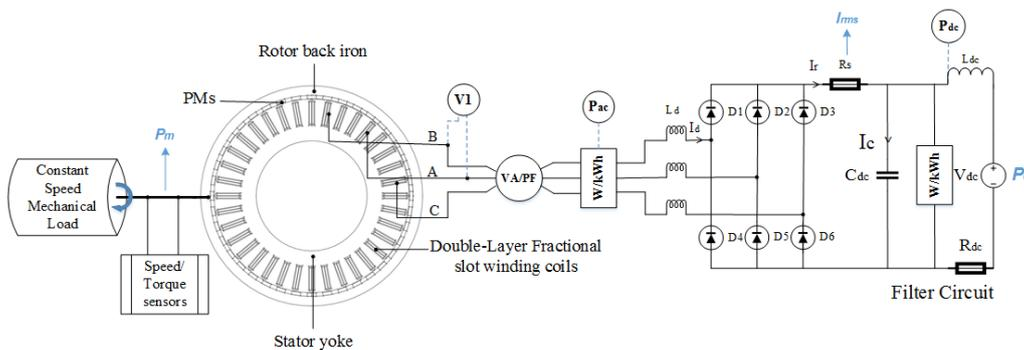 Rotor back iron
PMs
Pm
Constant
Speed
Mechanical
Load
Speed/
Torque
sensors
Stator yoke
Double-Layer Fractional
slot winding coils
V1
B
A
C
VA/PF
Pac
W/kWh
Ld
Id
D1
D2
D3
D4
D5
D6
Irms
Ir
Rs
Ic
Cdc
W/kWh
Pdc
Ldc
Vdc
+
-
P
Rdc
Filter Circuit